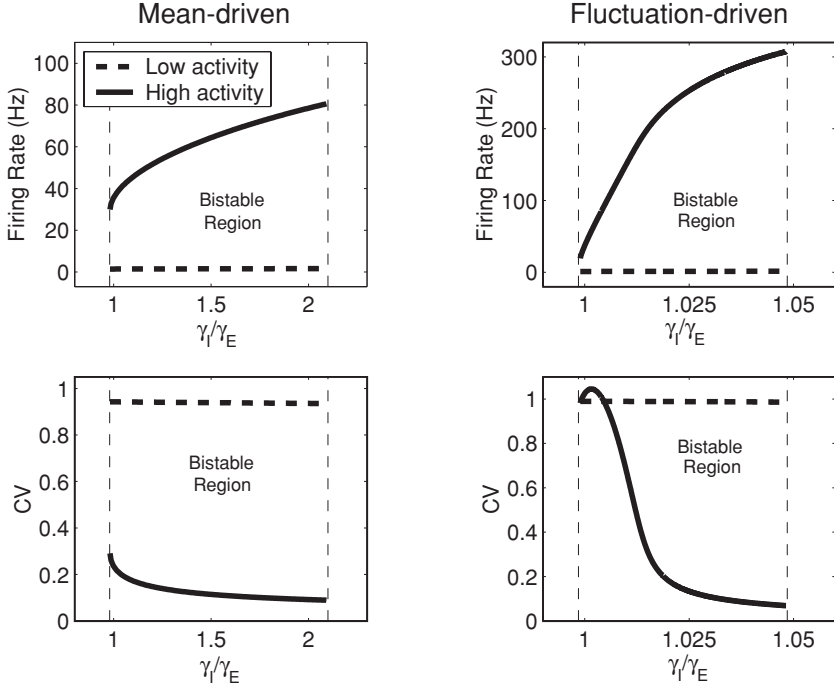 Mean-driven
Fluctuation-driven
Firing Rate (Hz)
100
80
60
40
20
0
Low activity
High activity
Bistable
Region
1
1.5
2
γI/γE
Firing Rate (Hz)
300
200
100
0
Bistable
Region
1
1.025
1.05
γI/γE
CV
1
0.8
0.6
0.4
0.2
0
Bistable
Region
1
1.5
2
γI/γE
CV
1
0.8
0.6
0.4
0.2
0
Bistable
Region
1
1.025
1.05
γI/γE